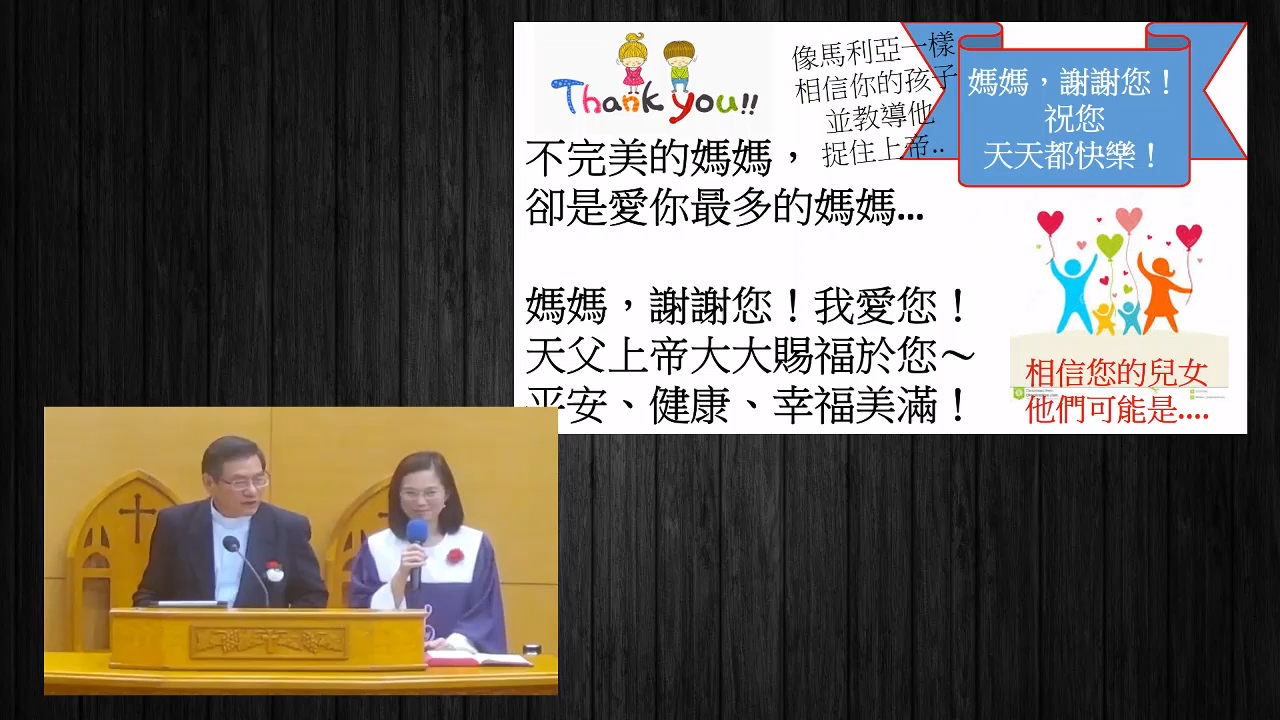 Thank you!!
像馬利亞一樣
相信你的孩子
並教導他
捉住上帝..
媽媽，謝謝您！
祝您
天天都快樂！
不完美的媽媽，
卻是愛你最多的媽媽...
媽媽，謝謝您！我愛您！
天父上帝大大賜福於您～
平安、健康、幸福美滿！
相信您的兒女
他們可能是....